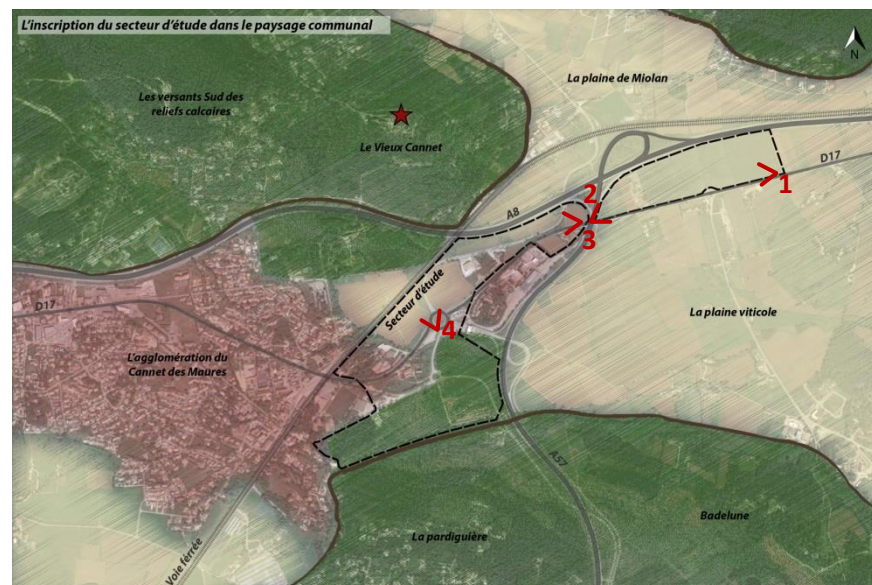 L'inscription du secteur d'étude dans le paysage communal
N
La plaine de Miolan
Les versants Sud des
reliefs calcaires
Le Vieux Cannet
D17
1
A8
2
3
Secteur d'étude
D17
4
La plaine viticole
L'agglomération du
Cannet des Maures
A57
Badelune
La pardiguière
Voie férrée